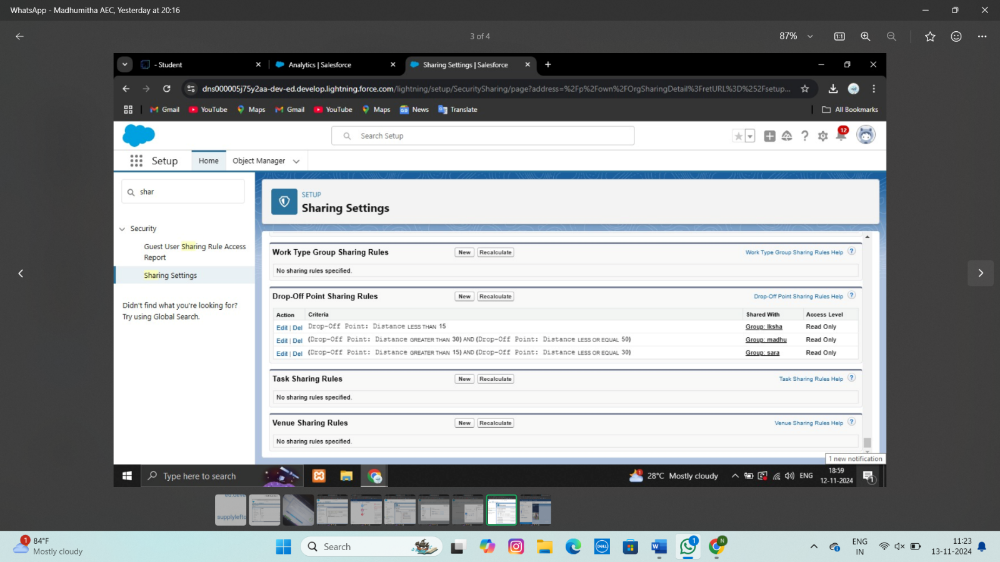 WhatsApp - Madhumitha AEC, Yesterday at 20:16
3 of 4
87%
- Student
Analytics | Salesforce
Sharing Settings | Salesforce
dns000005j75y2aa-dev-ed.develop.lightning.force.com/lightning/setup/SecuritySharing/page?address=%2Fp%2Fown%2FOrgSharingDetail%3FretURL%3D%252Fsetup...
Gmail
YouTube
Maps
Gmail
YouTube
Maps
News
Translate
All Bookmarks
Search Setup
12
Setup
Home
Object Manager
shar
SETUP
Sharing Settings
Security
Guest User Sharing Rule Access
Report
Sharing Settings
Didn't find what you're looking for?
Try using Global Search.
Work Type Group Sharing Rules
New
Recalculate
Work Type Group Sharing Rules Help
No sharing rules specified.
Drop-Off Point Sharing Rules
New
Recalculate
Drop-Off Point Sharing Rules Help
Action Criteria Shared With Access Level
Edit | Del Drop-Off Point: Distance LESS THAN 15 Group: Iksha Read Only
Edit | Del (Drop-Off Point: Distance GREATER THAN 30) AND (Drop-Off Point: Distance LESS OR EQUAL 50) Group: madhu Read Only
Edit | Del (Drop-Off Point: Distance GREATER THAN 15) AND (Drop-Off Point: Distance LESS OR EQUAL 30) Group: sara Read Only
Task Sharing Rules
New
Recalculate
Task Sharing Rules Help
No sharing rules specified.
Venue Sharing Rules
New
Recalculate
Venue Sharing Rules Help
No sharing rules specified.
1 new notification
Type here to search
28°C Mostly cloudy
ENG
18:59
12-11-2024
1
supplylefto
1
84°F
Mostly cloudy
Search
DELL
1
N
ENG
IN
11:23
13-11-2024